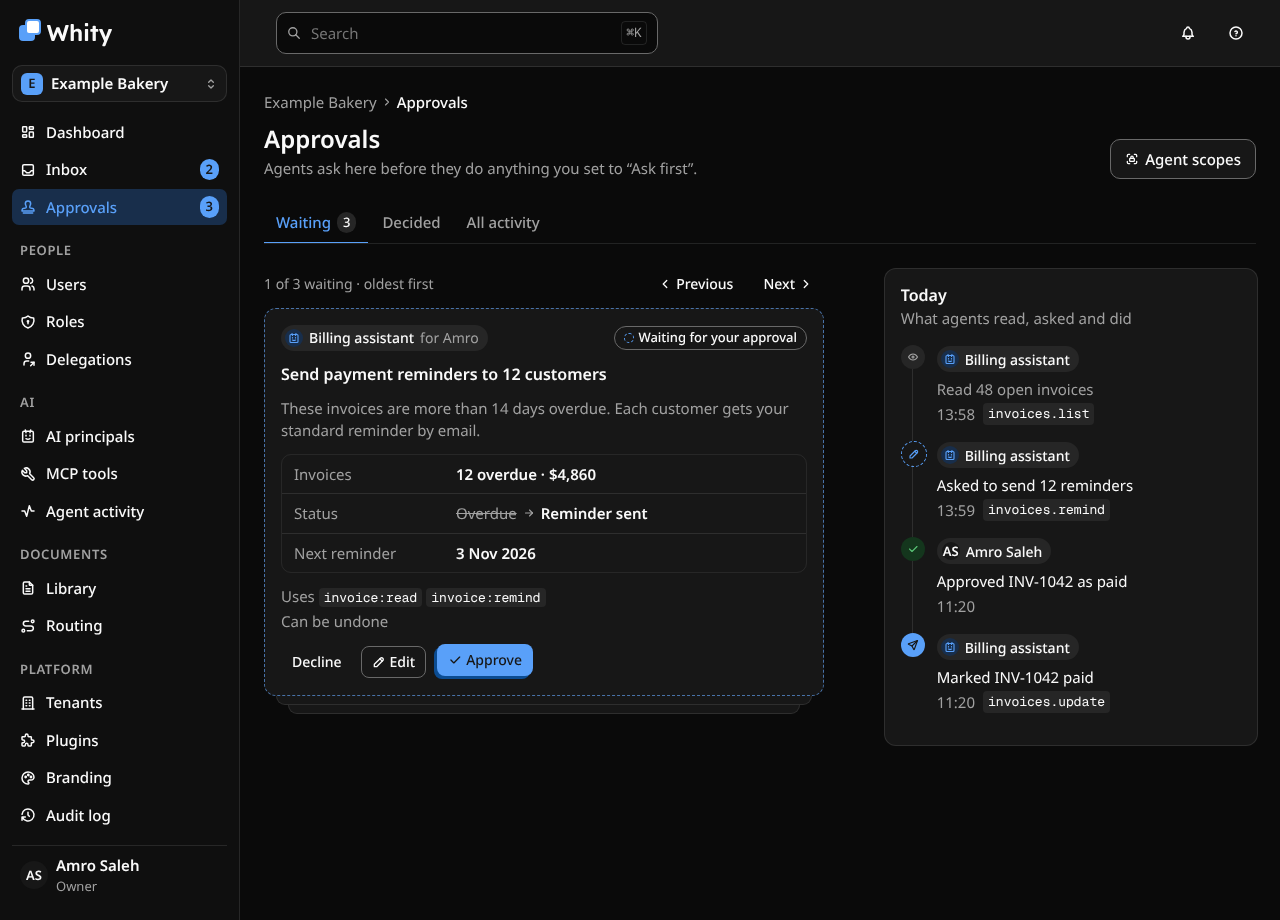 Whity
Search
⌘K
E Example Bakery
Dashboard
Inbox 2
Approvals 3
PEOPLE
Users
Roles
Delegations
AI
AI principals
MCP tools
Agent activity
DOCUMENTS
Library
Routing
PLATFORM
Tenants
Plugins
Branding
Audit log
AS Amro Saleh
Owner
Example Bakery › Approvals
Approvals
Agents ask here before they do anything you set to “Ask first”.
Agent scopes
Waiting 3 Decided All activity
1 of 3 waiting · oldest first
Previous Next
Billing assistant for Amro
Waiting for your approval
Send payment reminders to 12 customers
These invoices are more than 14 days overdue. Each customer gets your
standard reminder by email.
Invoices 12 overdue · $4,860
Status Overdue → Reminder sent
Next reminder 3 Nov 2026
Uses invoice:read invoice:remind
Can be undone
Decline Edit Approve
Today
What agents read, asked and did
Billing assistant
Read 48 open invoices
13:58 invoices.list
Billing assistant
Asked to send 12 reminders
13:59 invoices.remind
AS Amro Saleh
Approved INV-1042 as paid
11:20
Billing assistant
Marked INV-1042 paid
11:20 invoices.update